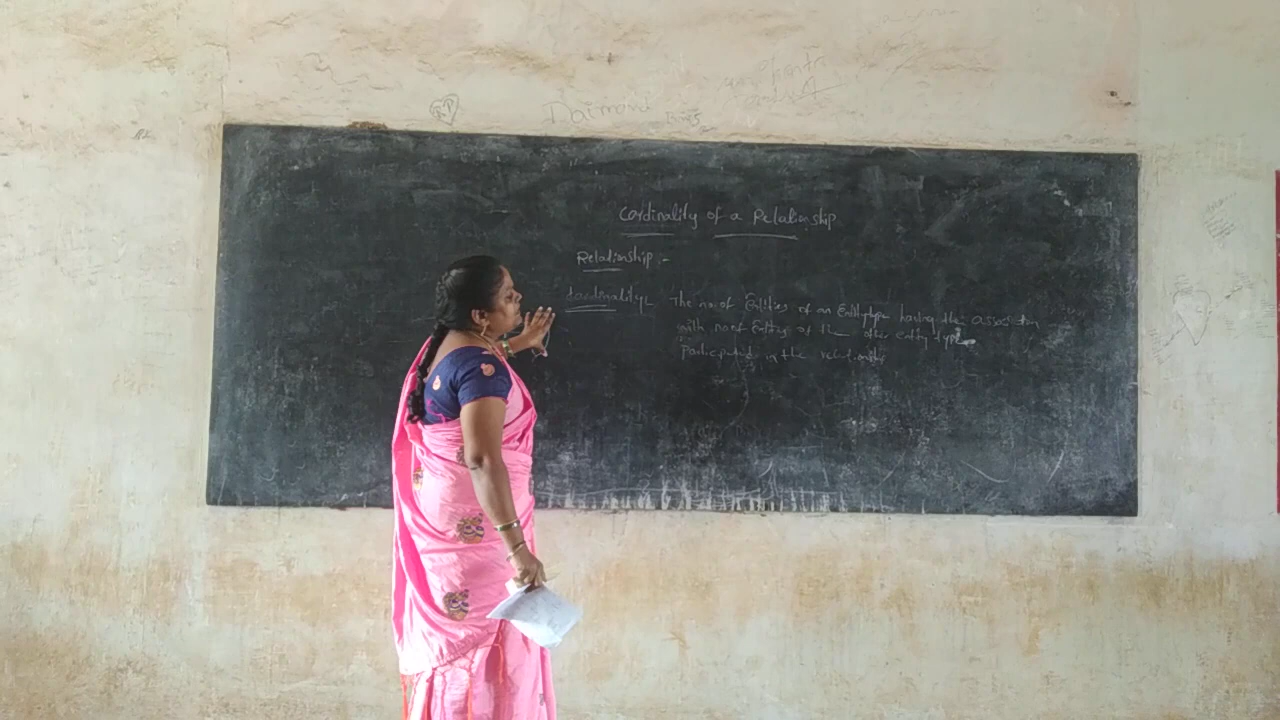 Daimond
Cardinality of a Relationship
Relationship :-
Cardinality:- The no. of Entities of an Entity type having the association
with no. of Entities of the other entity type
participated in the relationship